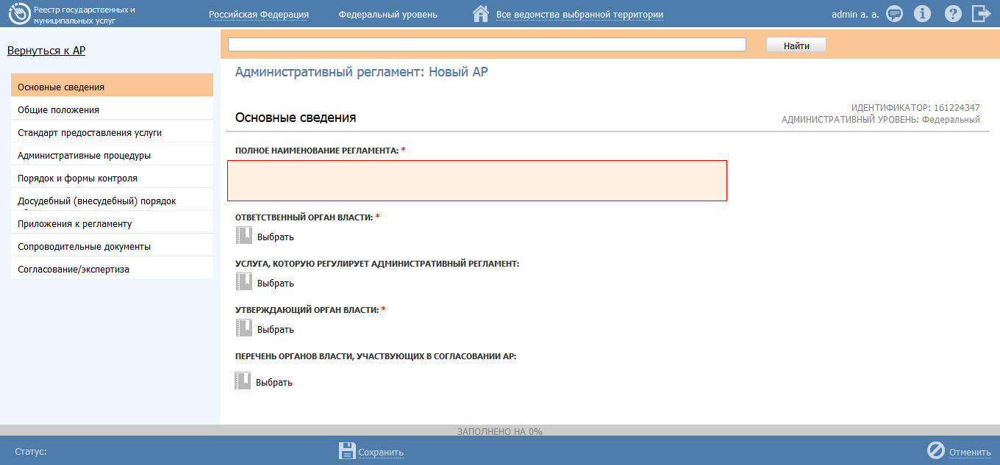 Реестр государственных и
муниципальных услуг
Российская Федерация
Федеральный уровень
Все ведомства выбранной территории
admin a. a.
Вернуться к АР
Найти
Основные сведения
Общие положения
Стандарт предоставления услуги
Административные процедуры
Порядок и формы контроля
Досудебный (внесудебный) порядок
Приложения к регламенту
Сопроводительные документы
Согласование/экспертиза
Административный регламент: Новый АР
Основные сведения
ИДЕНТИФИКАТОР: 161224347
АДМИНИСТРАТИВНЫЙ УРОВЕНЬ: Федеральный
ПОЛНОЕ НАИМЕНОВАНИЕ РЕГЛАМЕНТА: *
ОТВЕТСТВЕННЫЙ ОРГАН ВЛАСТИ: *
Выбрать
УСЛУГА, КОТОРУЮ РЕГУЛИРУЕТ АДМИНИСТРАТИВНЫЙ РЕГЛАМЕНТ:
Выбрать
УТВЕРЖДАЮЩИЙ ОРГАН ВЛАСТИ: *
Выбрать
ПЕРЕЧЕНЬ ОРГАНОВ ВЛАСТИ, УЧАСТВУЮЩИХ В СОГЛАСОВАНИИ АР:
Выбрать
ЗАПОЛНЕНО НА 0%
Статус:
Сохранить
Отменить